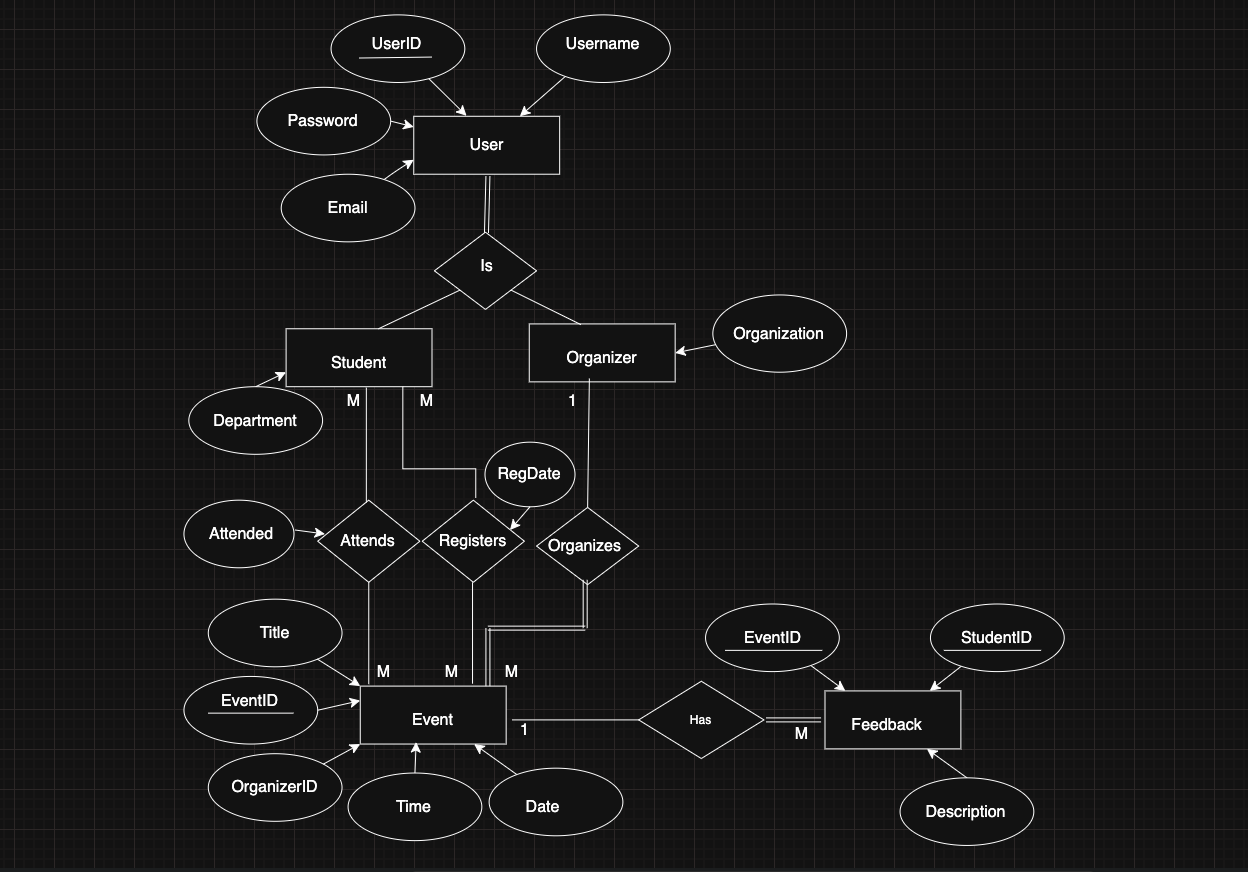 UserID
Username
Password
User
Email
Is
Organization
Student
Organizer
Department
M
M
1
RegDate
Attended
Attends
Registers
Organizes
Title
EventID
StudentID
M
M
M
EventID
Event
1
Has
M
Feedback
OrganizerID
Time
Date
Description